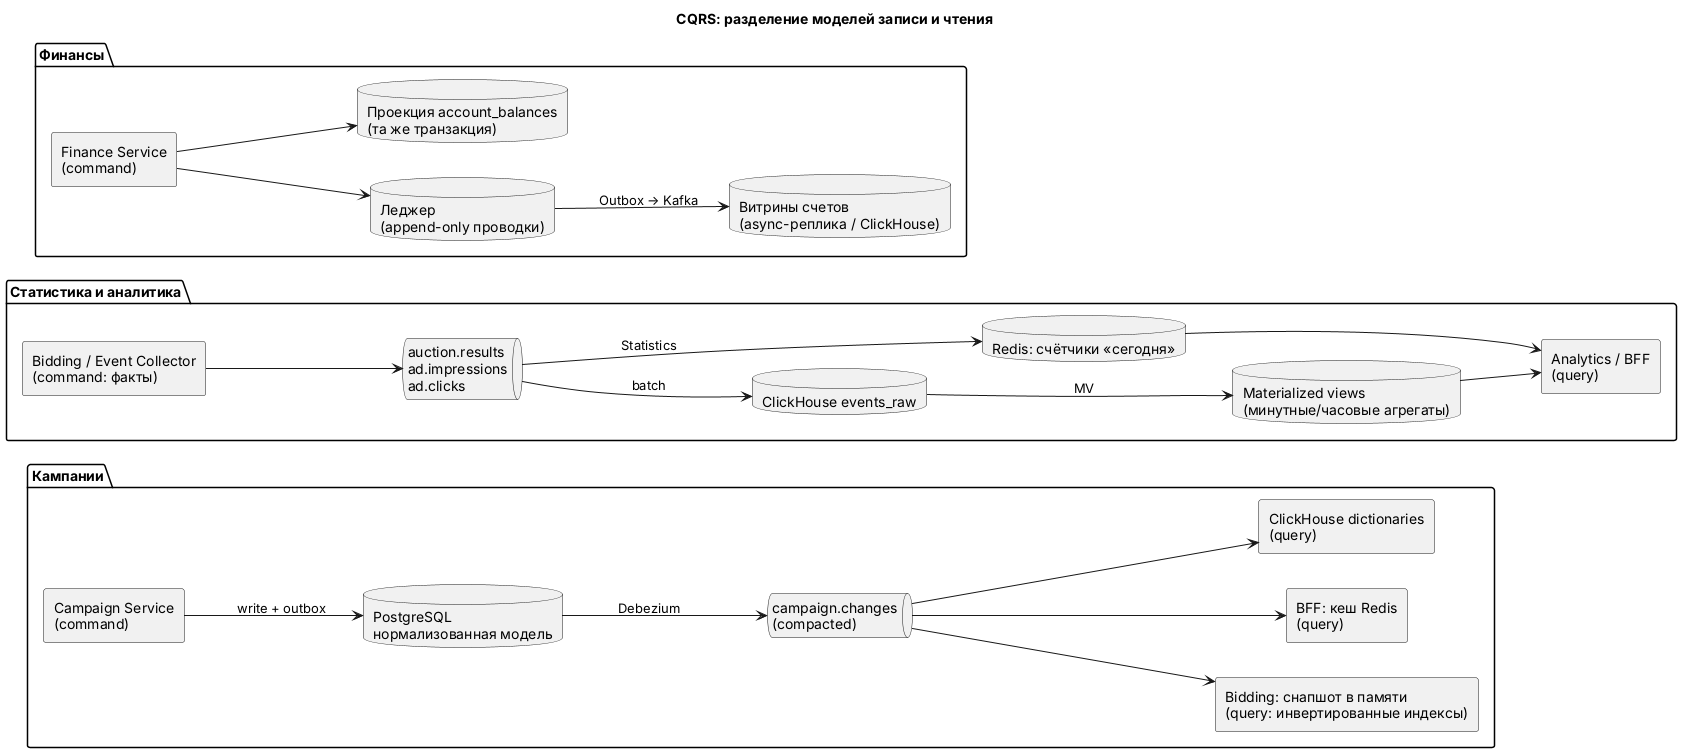 CQRS: разделение моделей записи и чтения
Финансы
Finance Service
(command)
Проекция account_balances
(та же транзакция)
Леджер
(append-only проводки)
Outbox → Kafka
Витрины счетов
(async-реплика / ClickHouse)
Статистика и аналитика
Bidding / Event Collector
(command: факты)
auction.results
ad.impressions
ad.clicks
Statistics
batch
Redis: счётчики «сегодня»
ClickHouse events_raw
MV
Materialized views
(минутные/часовые агрегаты)
Analytics / BFF
(query)
Кампании
Campaign Service
(command)
write + outbox
PostgreSQL
нормализованная модель
Debezium
campaign.changes
(compacted)
ClickHouse dictionaries
(query)
BFF: кеш Redis
(query)
Bidding: снапшот в памяти
(query: инвертированные индексы)